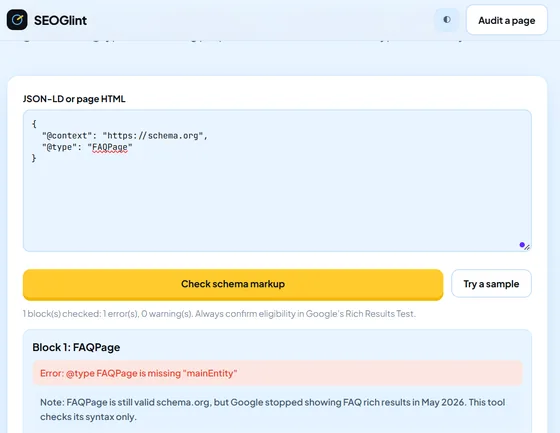 SEOGlint
Audit a page
JSON-LD or page HTML
{
"@context": "https://schema.org",
"@type": "FAQPage"
}
Check schema markup
Try a sample
1 block(s) checked: 1 error(s), 0 warning(s). Always confirm eligibility in Google's Rich Results Test.
Block 1: FAQPage
Error: @type FAQPage is missing "mainEntity"
Note: FAQPage is still valid schema.org, but Google stopped showing FAQ rich results in May 2026. This tool
checks its syntax only.